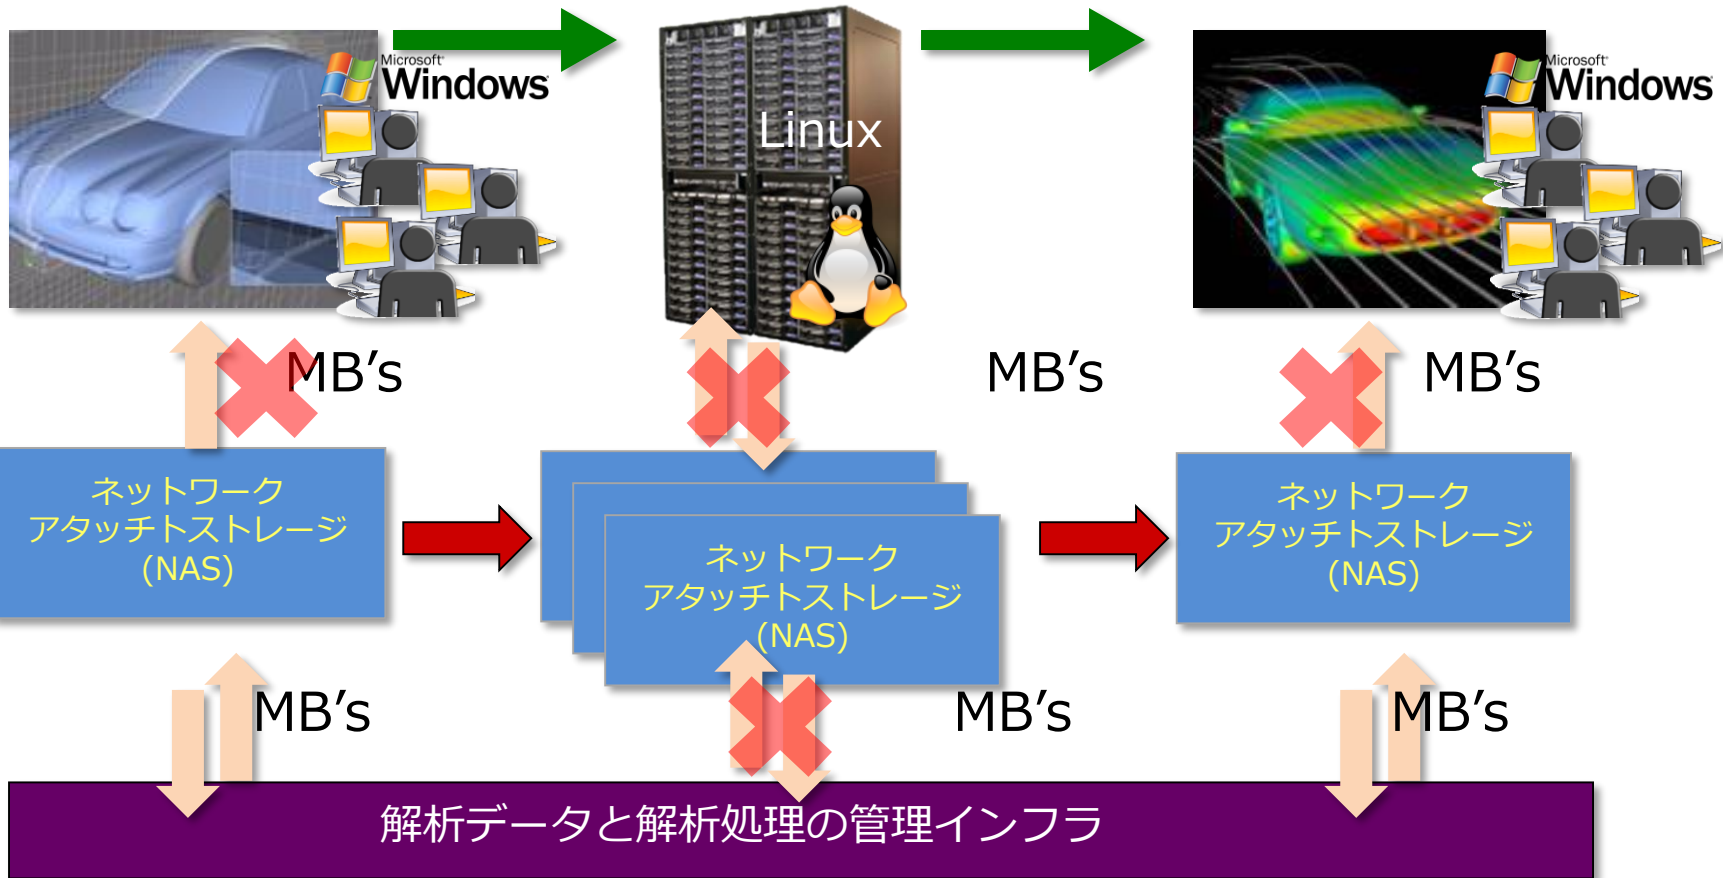 Microsoft
Windows
Linux
Microsoft
Windows
MB's
MB's
MB's
ネットワーク
アタッチトストレージ
(NAS)
ネットワーク
アタッチトストレージ
(NAS)
ネットワーク
アタッチトストレージ
(NAS)
MB's
MB's
MB's
解析データと解析処理の管理インフラ